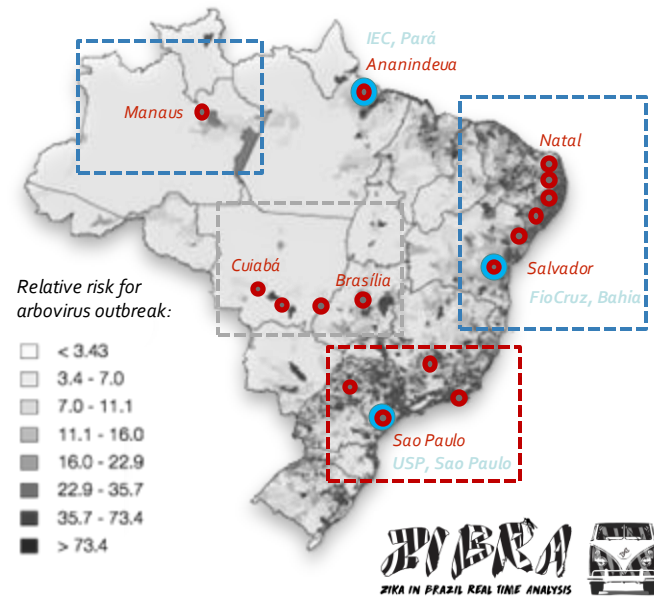 IEC, Pará
Ananindeua
Manaus
Natal
Cuiabá
Brasília
Salvador
FioCruz, Bahia
Relative risk for
arbovirus outbreak:
< 3.43
3.4 - 7.0
7.0 - 11.1
11.1 - 16.0
16.0 - 22.9
22.9 - 35.7
35.7 - 73.4
> 73.4
Sao Paulo
USP, Sao Paulo
ZIBRA
ZIKA IN BRAZIL REAL TIME ANALYSIS